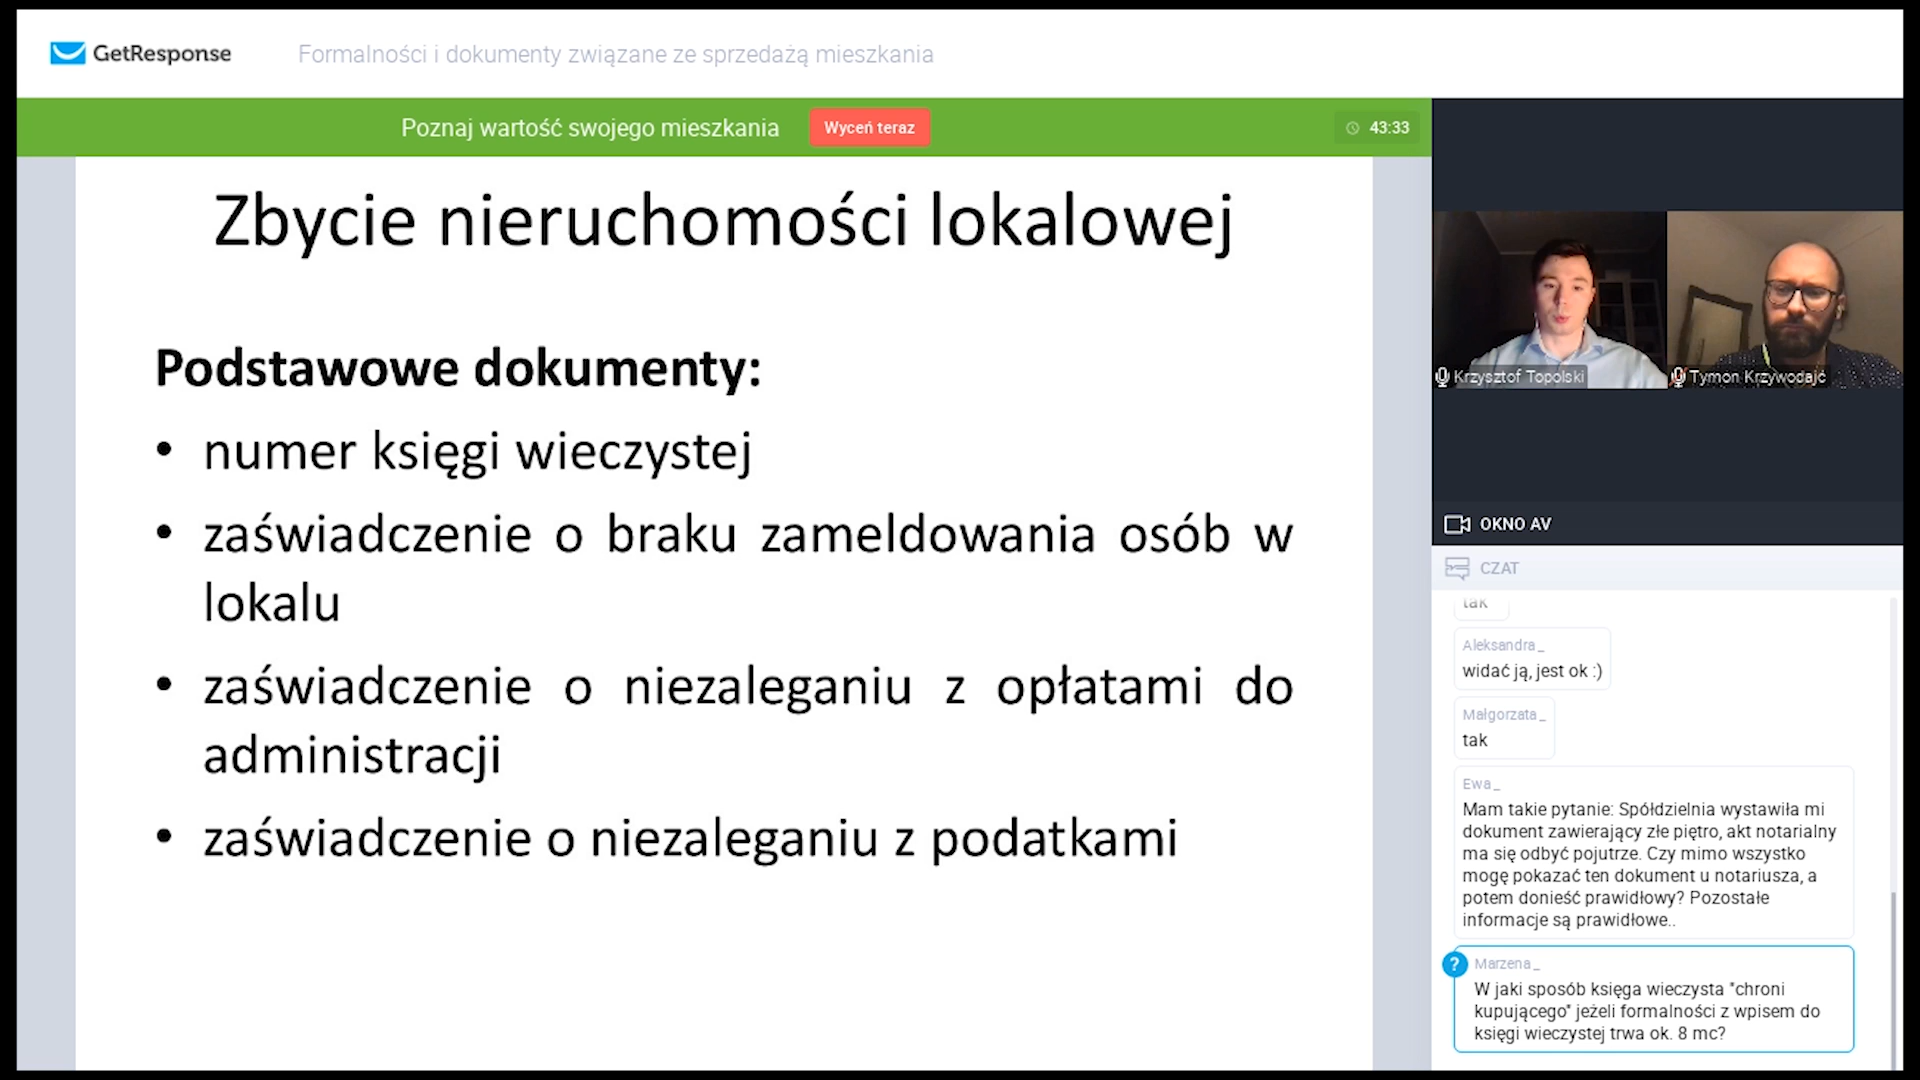 GetResponse
Formalności i dokumenty związane ze sprzedażą mieszkania
Poznaj wartość swojego mieszkania
Wyceń teraz
43:33
Zbycie nieruchomości lokalowej
Podstawowe dokumenty:
• numer księgi wieczystej
• zaświadczenie o braku zameldowania osób w
lokalu
• zaświadczenie o niezaleganiu z opłatami do
administracji
• zaświadczenie o niezaleganiu z podatkami
Krzysztof Topolski
Tymon Krzywodajć
OKNO AV
CZAT
tak
Aleksandra_
widać ją, jest ok :)
Małgorzata_
tak
Ewa_
Mam takie pytanie: Spółdzielnia wystawiła mi
dokument zawierający złe piętro, akt notarialny
ma się odbyć pojutrze. Czy mimo wszystko
mogę pokazać ten dokument u notariusza, a
potem donieść prawidłowy? Pozostałe
informacje są prawidłowe..
?
Marzena_
W jaki sposób księga wieczysta "chroni
kupującego" jeżeli formalności z wpisem do
księgi wieczystej trwa ok. 8 mc?